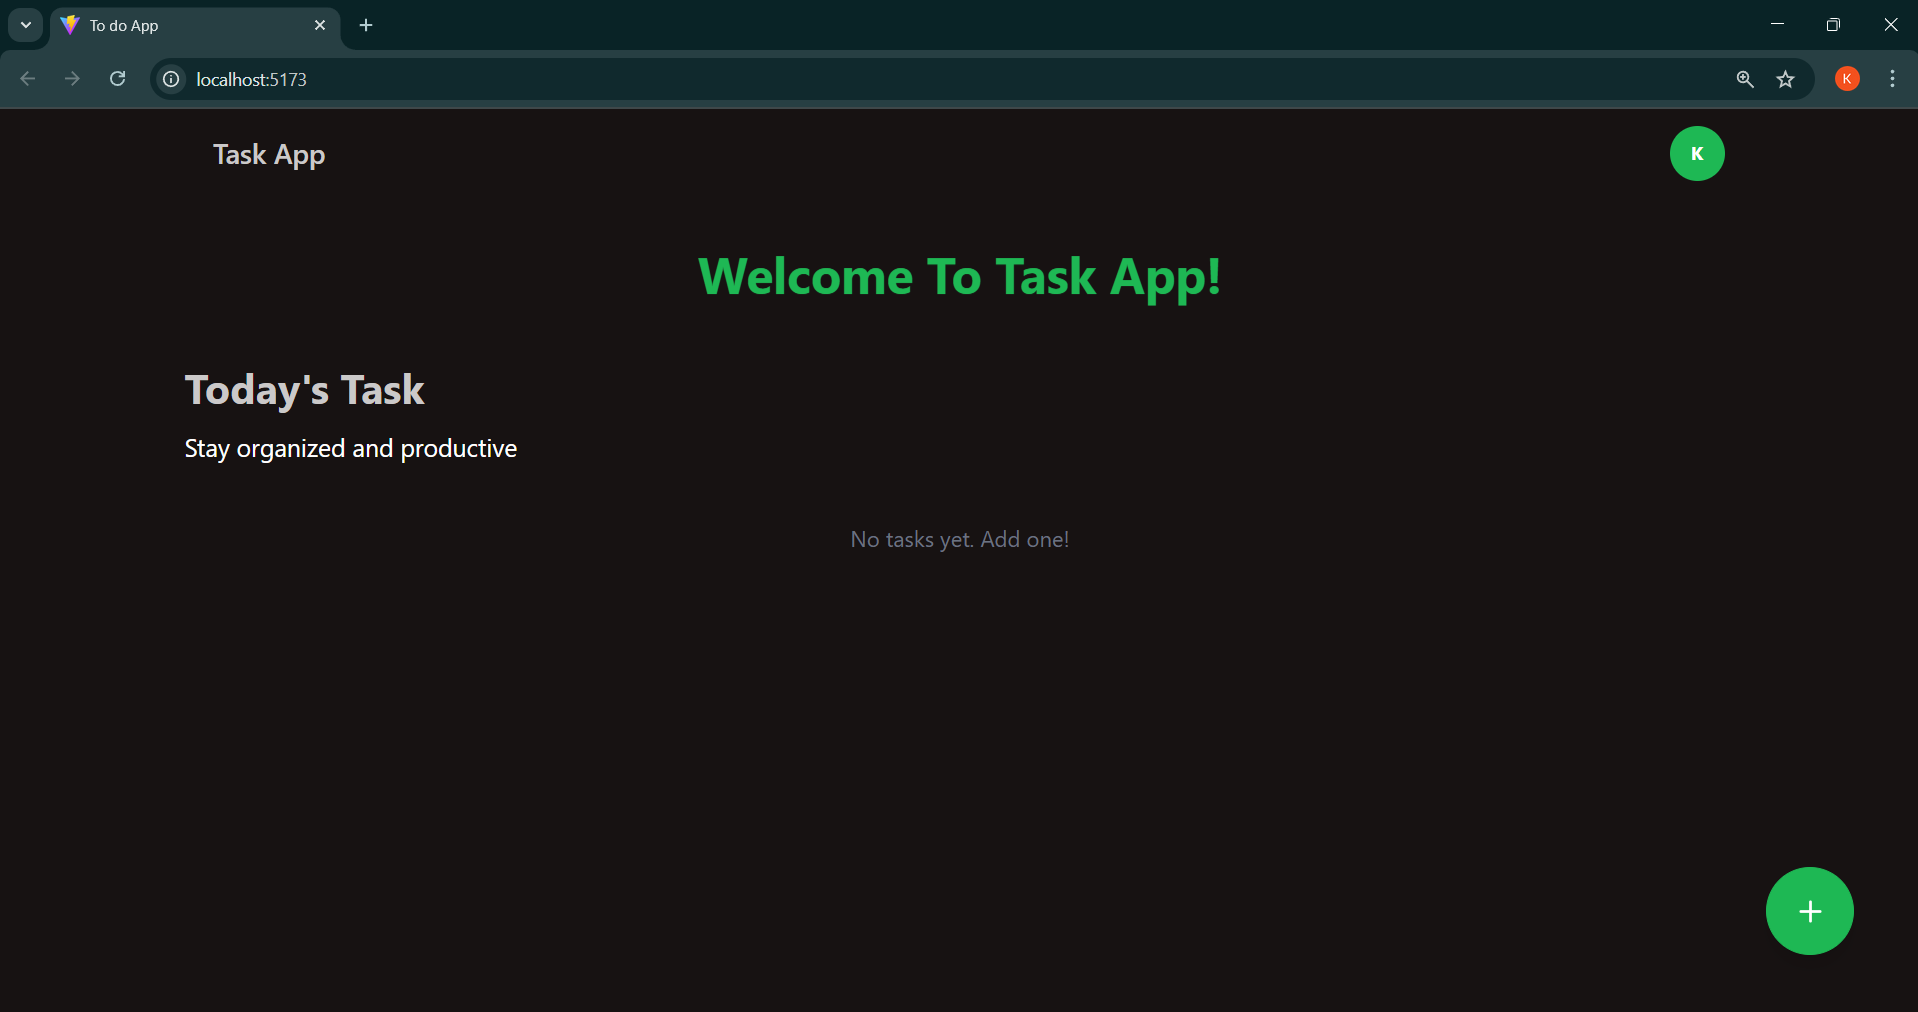 To do App
localhost:5173
K
Task App
K
Welcome To Task App!
Today's Task
Stay organized and productive
No tasks yet. Add one!
+